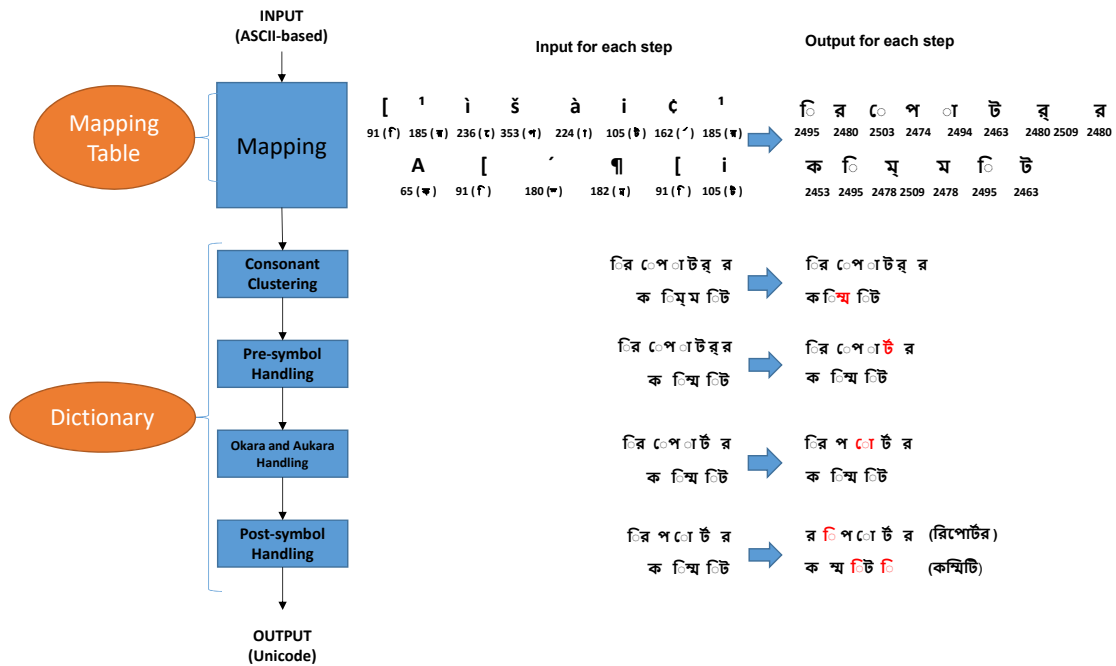 INPUT
(ASCII-based)
Input for each step
Output for each step
Mapping
Table
Mapping
[ ¹ ì š à i ¢ ¹
91 (ি) 185 (র) 236 (ে) 353 (প) 224 (া) 105 (ট) 162 (র্) 185 (র)
ি র ে প া ট র্ র
2495 2480 2503 2474 2494 2463 2480 2509 2480
A [ ´ ¶ [ i
65 (ক) 91 (ি) 182 (ম) 91 (ি) 105 (ট)
ক ি ম্ ম ি ট
2453 2495 2478 2509 2478 2495 2463
Consonant
Clustering
ির েপ াটর্ র
ির েপ াটর্ র
ক িম্ম িট
ক িম্ম িট
Pre-symbol
Handling
ির েপ াটর্র
ির েপ ার্ট র
ক িম্ম িট
ক িম্ম িট
Dictionary
Okara and Aukara
Handling
ির েপ ার্ট র
ির প োর্ট র
ক িম্ম িট
ক িম্ম িট
Post-symbol
Handling
ির প োর্ট র
র ি প োর্ট র (রিপোর্টর)
ক িম্ম িট
ক ম্ম িট ি (কম্মিটি)
OUTPUT
(Unicode)